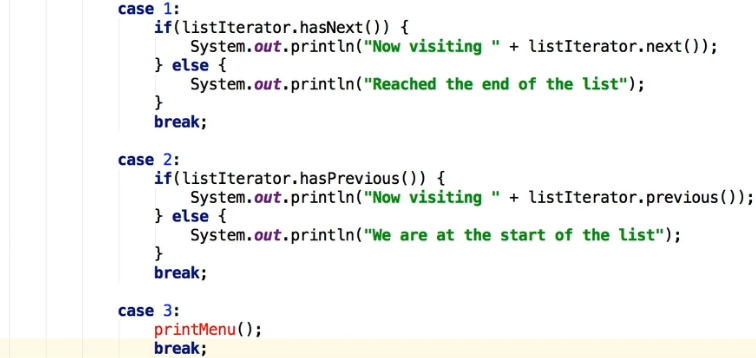 case 1:
if(listIterator.hasNext()) {
System.out.println("Now visiting " + listIterator.next());
} else {
System.out.println("Reached the end of the list");
}
break;
case 2:
if(listIterator.hasPrevious()) {
System.out.println("Now visiting " + listIterator.previous());
} else {
System.out.println("We are at the start of the list");
}
break;
case 3:
printMenu();
break;